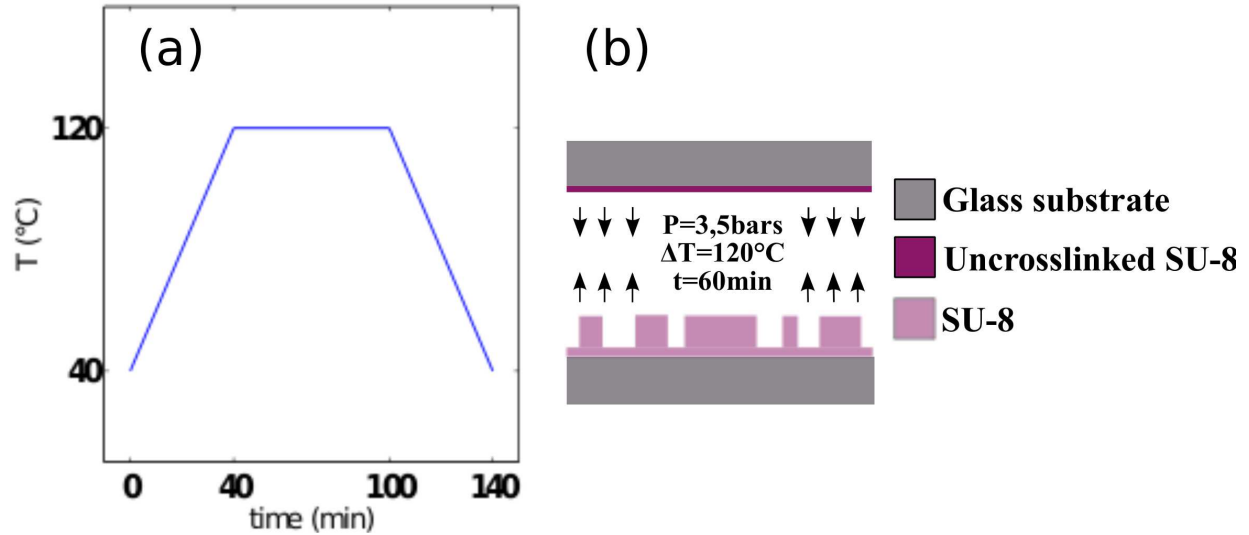 (a)
120
40
T (°C)
0 40 100 140
time (min)
(b)
P=3,5bars
ΔT=120°C
t=60min
Glass substrate
Uncrosslinked SU-8
SU-8